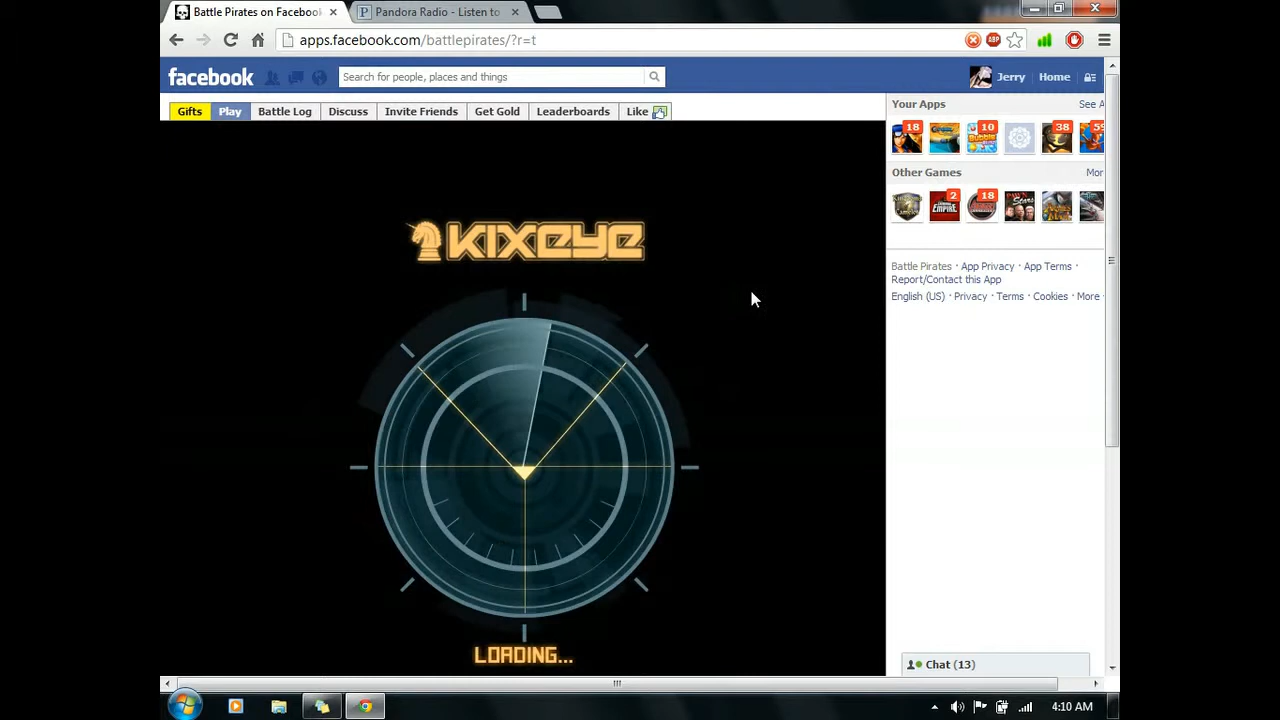 Battle Pirates on Facebook
Pandora Radio - Listen to
apps.facebook.com/battlepirates/?r=t
ABP
facebook
Search for people, places and things
Jerry
Home
Gifts
Play
Battle Log
Discuss
Invite Friends
Get Gold
Leaderboards
Like
Your Apps
See A
18
10
38
59
Other Games
Mor
2
18
KIXEYE
Battle Pirates · App Privacy · App Terms ·
Report/Contact this App
English (US) · Privacy · Terms · Cookies · More ·
LOADING...
Chat (13)
4:10 AM